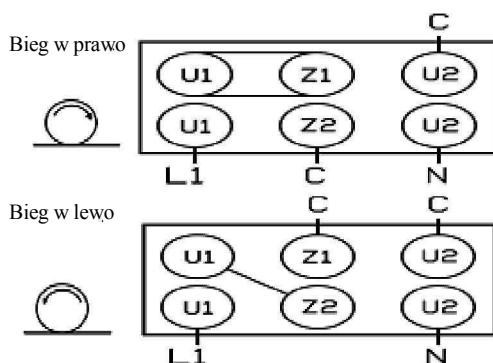 C
Bieg w prawo
U1 Z1 U2
U1 Z2 U2
L1 C N
Bieg w lewo
C C
U1 Z1 U2
U1 Z2 U2
L1 N